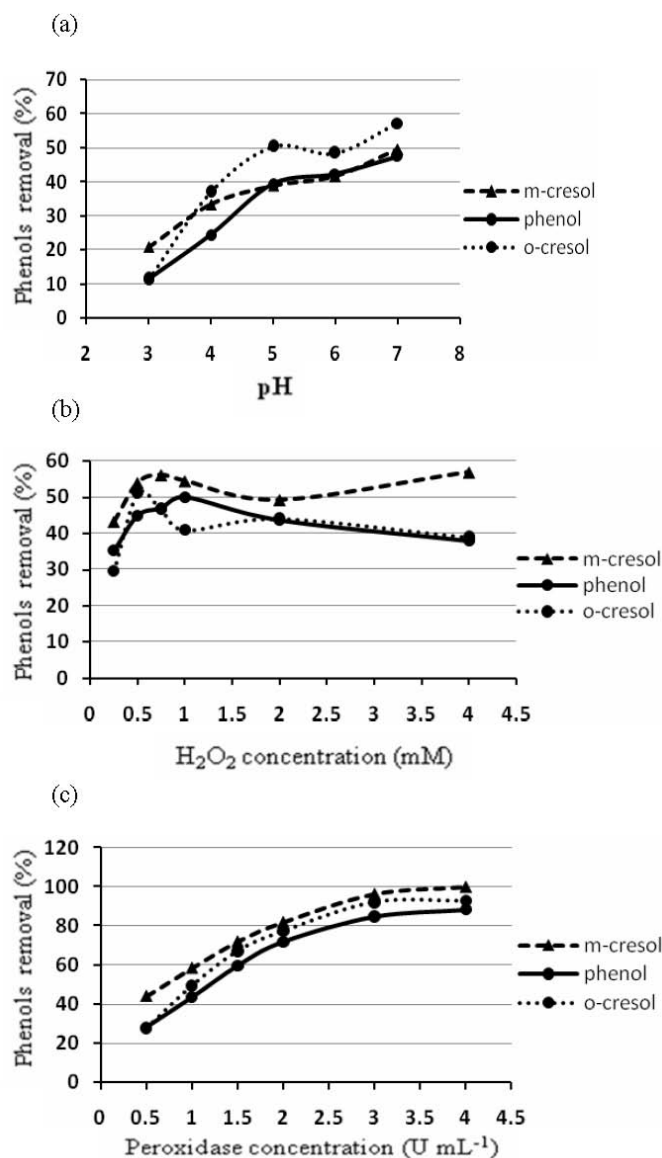 (a)
Phenols removal (%)
70
60
50
40
30
20
10
0
2 3 4 5 6 7 8
pH
m-cresol
phenol
o-cresol
(b)
Phenols removal (%)
60
50
40
30
20
10
0
0 0.5 1 1.5 2 2.5 3 3.5 4 4.5
H₂O₂ concentration (mM)
m-cresol
phenol
o-cresol
(c)
Phenols removal (%)
120
100
80
60
40
20
0
0 0.5 1 1.5 2 2.5 3 3.5 4 4.5
Peroxidase concentration (U mL⁻¹)
m-cresol
phenol
o-cresol